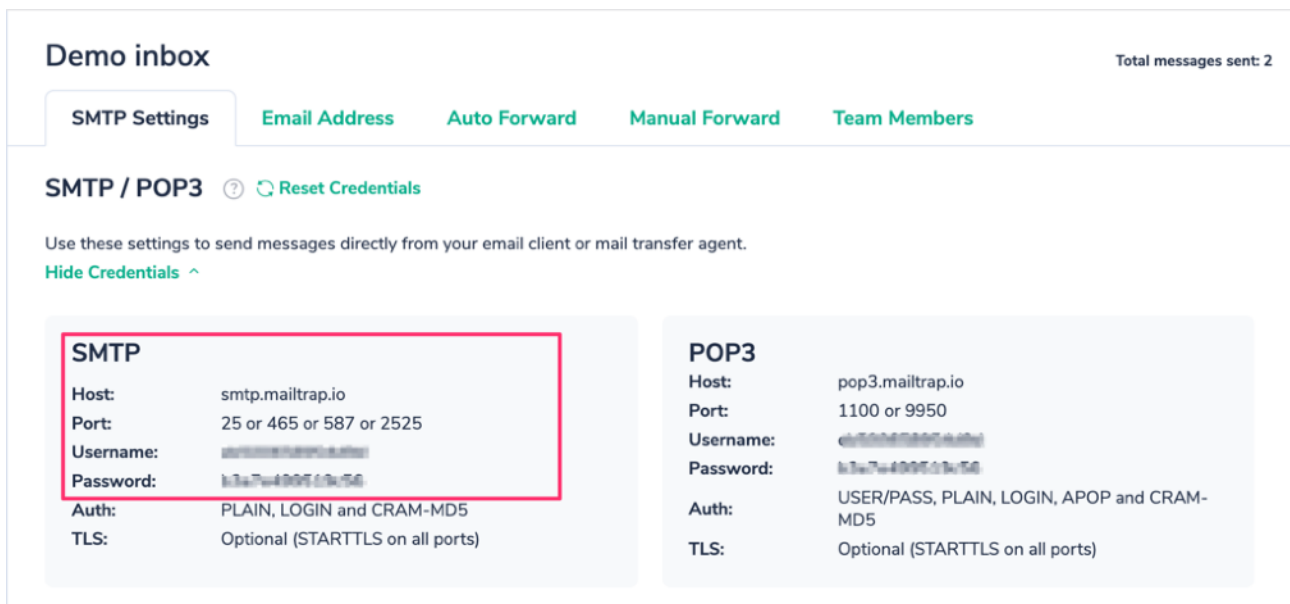 Demo inbox
Total messages sent: 2
SMTP Settings
Email Address
Auto Forward
Manual Forward
Team Members
SMTP / POP3 ? Reset Credentials
Use these settings to send messages directly from your email client or mail transfer agent.
Hide Credentials
SMTP
Host: smtp.mailtrap.io
Port: 25 or 465 or 587 or 2525
Username:
Password:
Auth: PLAIN, LOGIN and CRAM-MD5
TLS: Optional (STARTTLS on all ports)
POP3
Host: pop3.mailtrap.io
Port: 1100 or 9950
Username:
Password:
Auth: USER/PASS, PLAIN, LOGIN, APOP and CRAM-
MD5
TLS: Optional (STARTTLS on all ports)